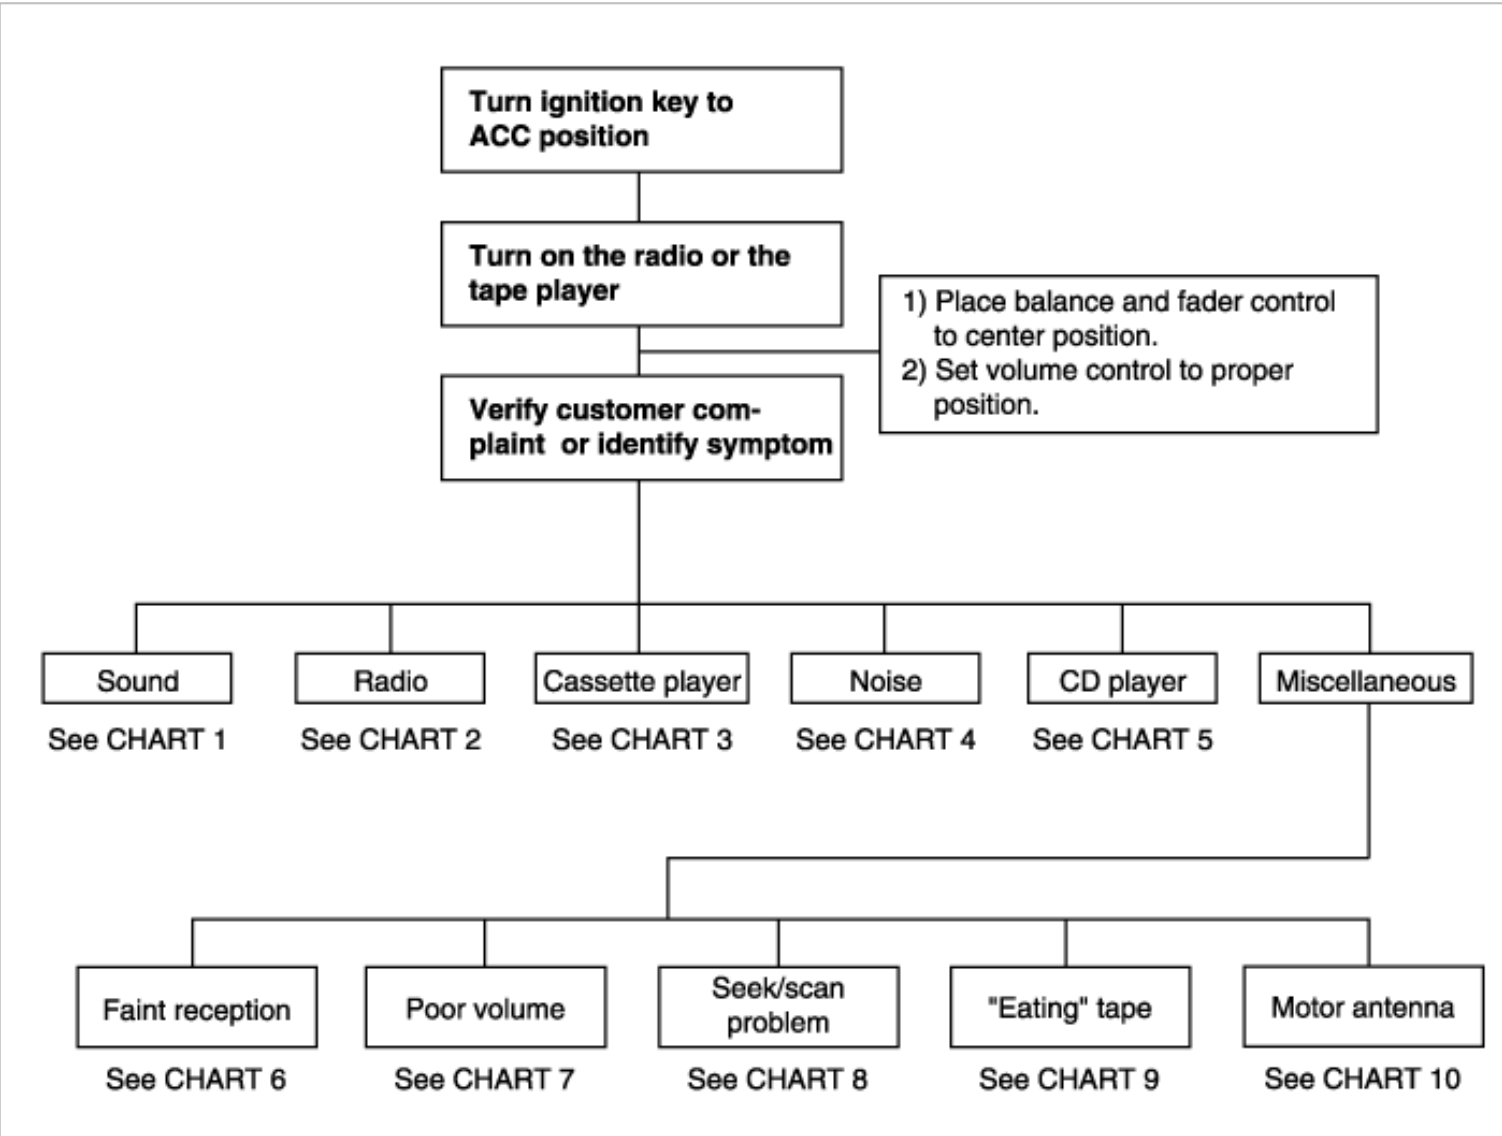 Turn ignition key to
ACC position
Turn on the radio or the
tape player
1) Place balance and fader control
to center position.
2) Set volume control to proper
position.
Verify customer com-
plaint or identify symptom
Sound
Radio
Cassette player
Noise
CD player
Miscellaneous
See CHART 1
See CHART 2
See CHART 3
See CHART 4
See CHART 5
Faint reception
Poor volume
Seek/scan
problem
"Eating" tape
Motor antenna
See CHART 6
See CHART 7
See CHART 8
See CHART 9
See CHART 10